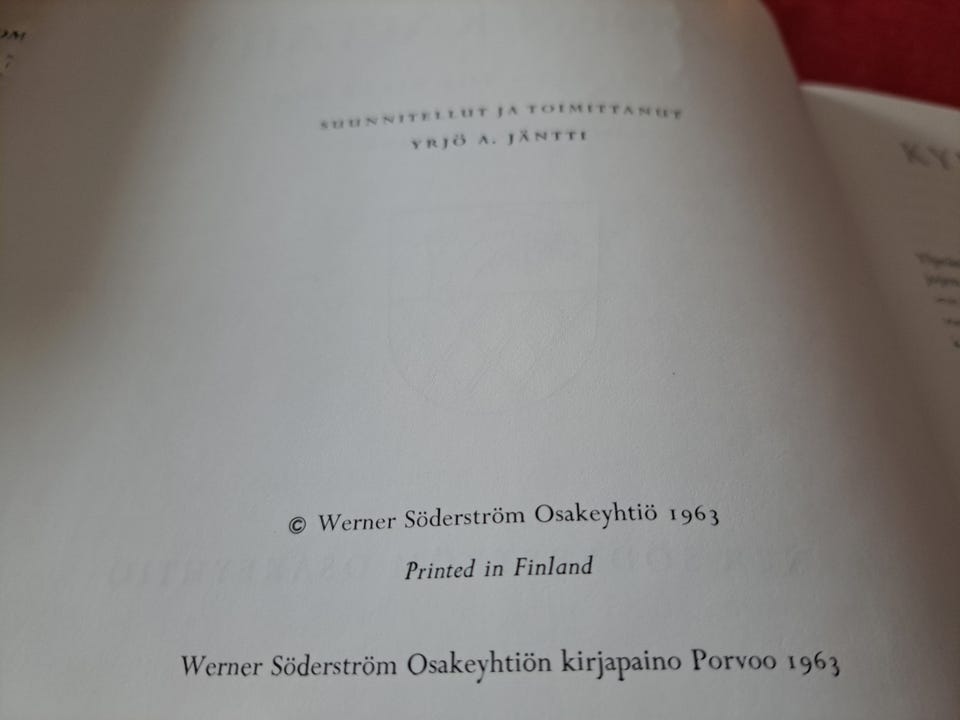 SUUNNITELLUT JA TOIMITTANUT
YRJÖ A. JÄNTTI
© Werner Söderström Osakeyhtiö 1963
Printed in Finland
Werner Söderström Osakeyhtiön kirjapaino Porvoo 1963